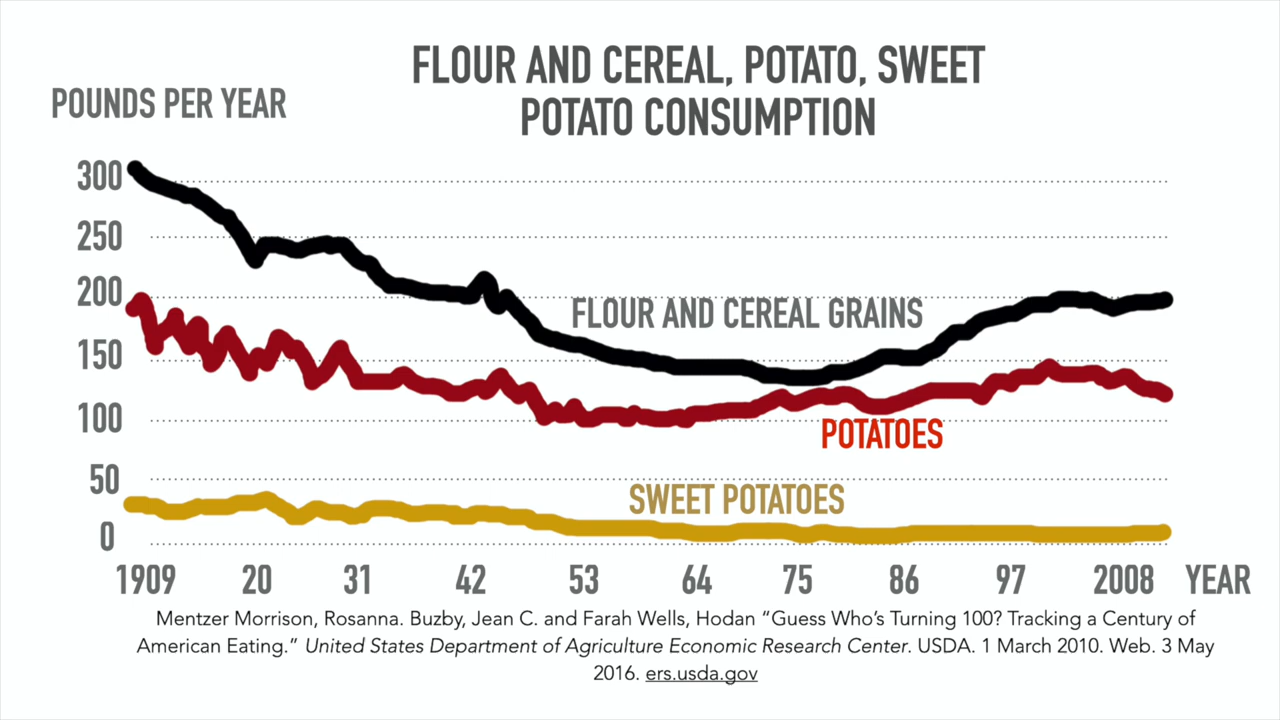 FLOUR AND CEREAL, POTATO, SWEET
POTATO CONSUMPTION
POUNDS PER YEAR
300
250
200
150
100
50
0
FLOUR AND CEREAL GRAINS
POTATOES
SWEET POTATOES
1909 20 31 42 53 64 75 86 97 2008 YEAR
Mentzer Morrison, Rosanna. Buzby, Jean C. and Farah Wells, Hodan “Guess Who’s Turning 100? Tracking a Century of
American Eating.” United States Department of Agriculture Economic Research Center. USDA. 1 March 2010. Web. 3 May
2016. ers.usda.gov